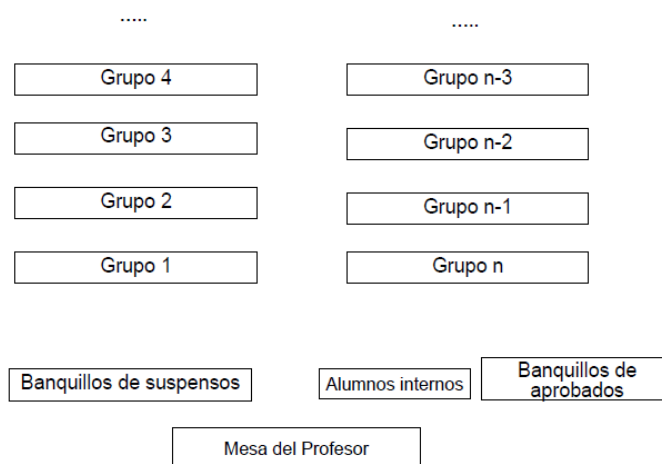 .....
.....
Grupo 4
Grupo n-3
Grupo 3
Grupo n-2
Grupo 2
Grupo n-1
Grupo 1
Grupo n
Banquillos de suspensos
Alumnos internos
Banquillos de
aprobados
Mesa del Profesor